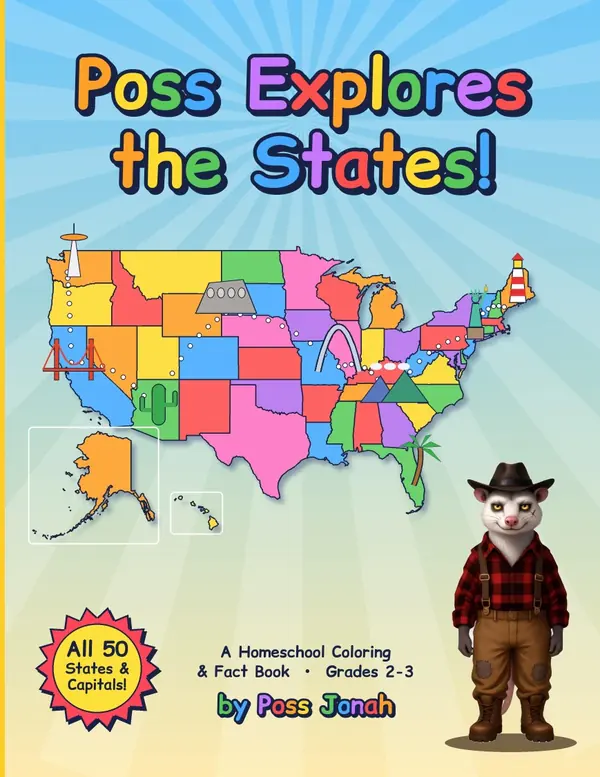 Poss Explores
the States!
All 50
States &
Capitals!
A Homeschool Coloring
& Fact Book • Grades 2-3
by Poss Jonah